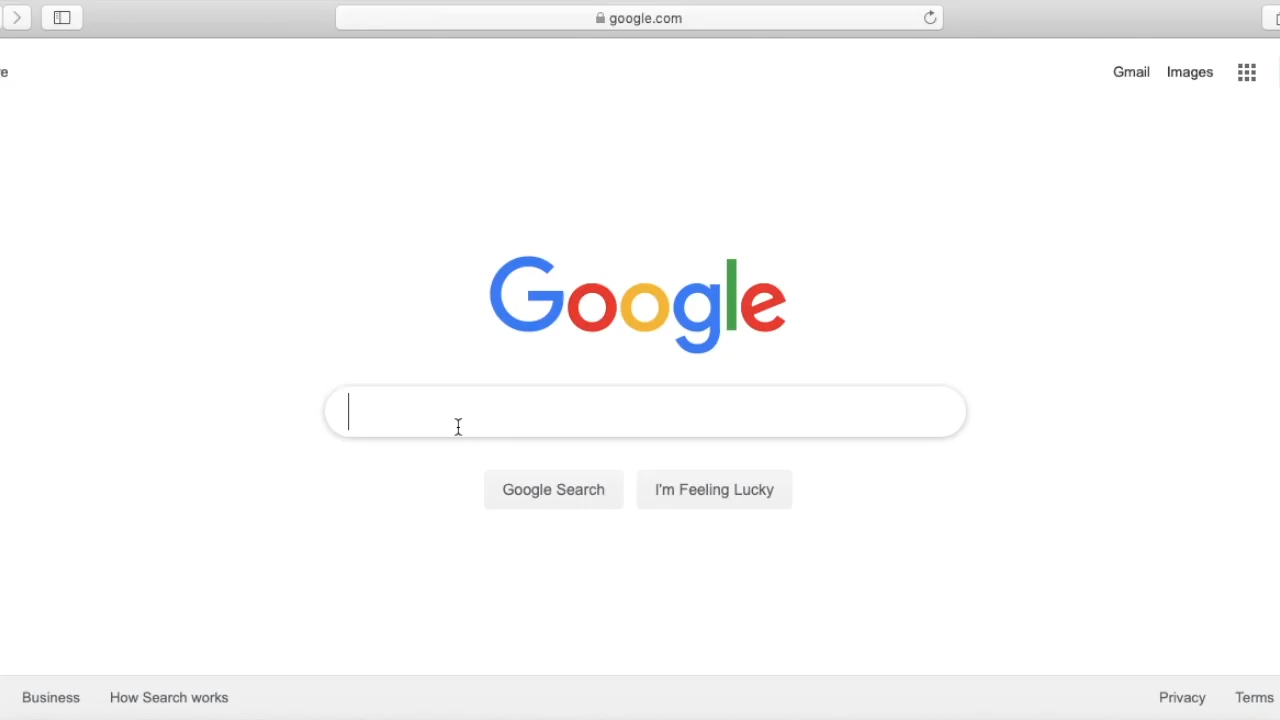 google.com
Gmail Images
Google
Google Search I'm Feeling Lucky
Business How Search works Privacy Terms